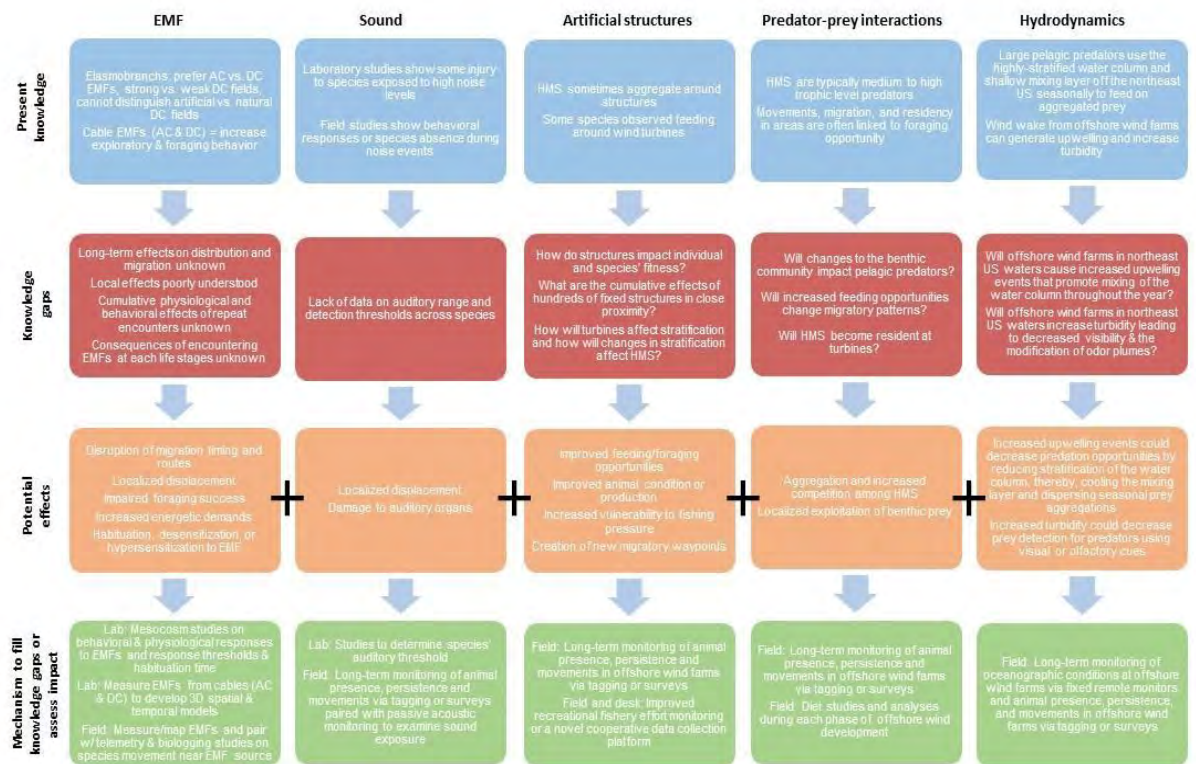 EMF
Sound
Artificial structures
Predator-prey interactions
Hydrodynamics
Present
knowledge
Elasmobranchs, prefer AC vs. DC
EMFs, strong vs. weak DC fields,
cannot distinguish artificial vs. natural
DC fields
Cable EMFs (AC & DC) = increase
exploratory & foraging behavior
Laboratory studies show some injury
to species exposed to high noise
levels
Field studies show behavioral
responses or species absence during
noise events
HMS sometimes aggregate around
structures
Some species observed feeding
around wind turbines
HMS are typically medium to high
trophic level predators.
Movements, migration, and residency
in areas are often linked to foraging
opportunity
Large pelagic predators use the
highly-stratified water column and
shallow mixing layer off the northeast
US seasonally to feed on
aggregated prey
Wind wake from offshore wind farms
can generate upwelling and increase
turbidity
Knowledge
gaps
Long-term effects on distribution and
migration unknown
Local effects poorly understood
Cumulative physiological and
behavioral effects of repeat
encounters unknown
Consequences of encountering
EMFs at each life stages unknown
Lack of data on auditory range and
detection thresholds across species
How do structures impact individual
and species' fitness?
What are the cumulative effects of
hundreds of fixed structures in close
proximity?
How will turbines affect stratification
and how will changes in stratification
affect HMS?
Will changes to the benthic
community impact pelagic predators?
Will increased feeding opportunities
change migratory patterns?
Will HMS become resident at
turbines?
Will offshore wind farms in northeast
US waters cause increased upwelling
events that promote mixing of the
water column throughout the year?
Will offshore wind farms in northeast
US waters increase turbidity leading
to decreased visibility & the
modification of odor plumes?
Potential
effects
Disruption of migration timing and
routes
Localized displacement
Impaired foraging success
Increased energetic demands
Habituation, desensitization, or
hypersensitization to EMF
+
Localized displacement
Damage to auditory organs
+
Improved feeding/foraging
opportunities
Improved animal condition or
production
Increased vulnerability to fishing
pressure
Creation of new migratory waypoints
+
Aggregation and increased
competition among HMS
Localized exploitation of benthic prey
+
Increased upwelling events could
decrease predation opportunities by
reducing stratification of the water
column, thereby, cooling the mixing
layer and dispersing seasonal prey
aggregations
Increased turbidity could decrease
prey detection for predators using
visual or olfactory cues
Mechanism to fill
knowledge gaps or
assess impact
Lab: Mesocosm studies on
behavioral & physiological responses
to EMFs and response thresholds &
habituation time
Lab: Measure EMFs from cables (AC
& DC) to develop 3D spatial &
temporal models
Field: Measure/map EMFs and pair
w/ telemetry & biologging studies on
species movement near EMF source
Lab: Studies to determine species'
auditory threshold
Field: Long-term monitoring of animal
presence, persistence and
movements via tagging or surveys
paired with passive acoustic
monitoring to examine sound
exposure
Field: Long-term monitoring of animal
presence, persistence and
movements in offshore wind farms
via tagging or surveys
Field and desk: Improved
recreational fishery effort monitoring
or a novel cooperative data collection
platform
Field: Long-term monitoring of animal
presence, persistence and
movements in offshore wind farms
via tagging or surveys
Field: Diet studies and analyses
during each phase of offshore wind
development
Field: Long-term monitoring of
oceanographic conditions at offshore
wind farms via fixed remote monitors
and animal presence, persistence,
and movements in offshore wind
farms via tagging or surveys